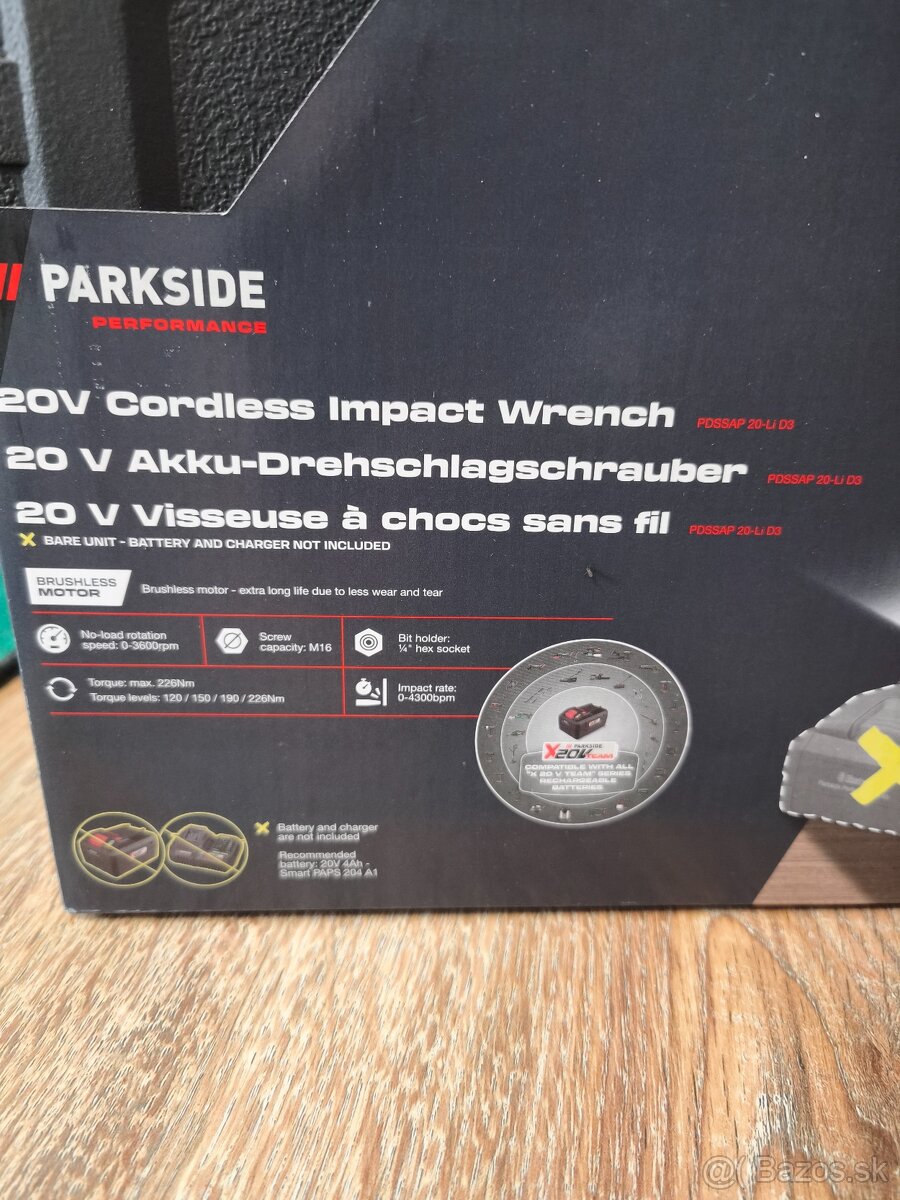 PARKSIDE
PERFORMANCE
20V Cordless Impact Wrench PDSSAP 20-Li D3
20 V Akku-Drehschlagschrauber PDSSAP 20-Li D3
20 V Visseuse à chocs sans fil PDSSAP 20-Li D3
BARE UNIT - BATTERY AND CHARGER NOT INCLUDED
BRUSHLESS
MOTOR
Brushless motor - extra long life due to less wear and tear
No-load rotation
speed: 0-3600rpm
Screw
capacity: M16
Bit holder:
¼" hex socket
Torque: max. 226Nm
Torque levels: 120 / 150 / 190 / 226Nm
Impact rate:
0-4300bpm
PARKSIDE
X20V TEAM
COMPATIBLE WITH ALL
"X 20 V TEAM" SERIES
RECHARGEABLE
BATTERIES
Battery and charger
are not included
Recommended
battery: 20V 4Ah -
Smart PAPS 204 A1
@( Bazos.sk